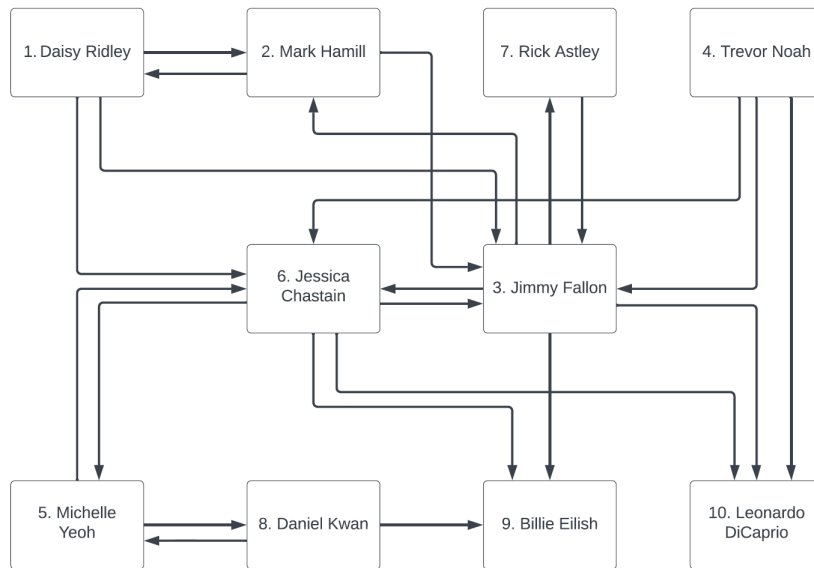 1. Daisy Ridley
2. Mark Hamill
7. Rick Astley
4. Trevor Noah
6. Jessica
Chastain
3. Jimmy Fallon
5. Michelle
Yeoh
8. Daniel Kwan
9. Billie Eilish
10. Leonardo
DiCaprio